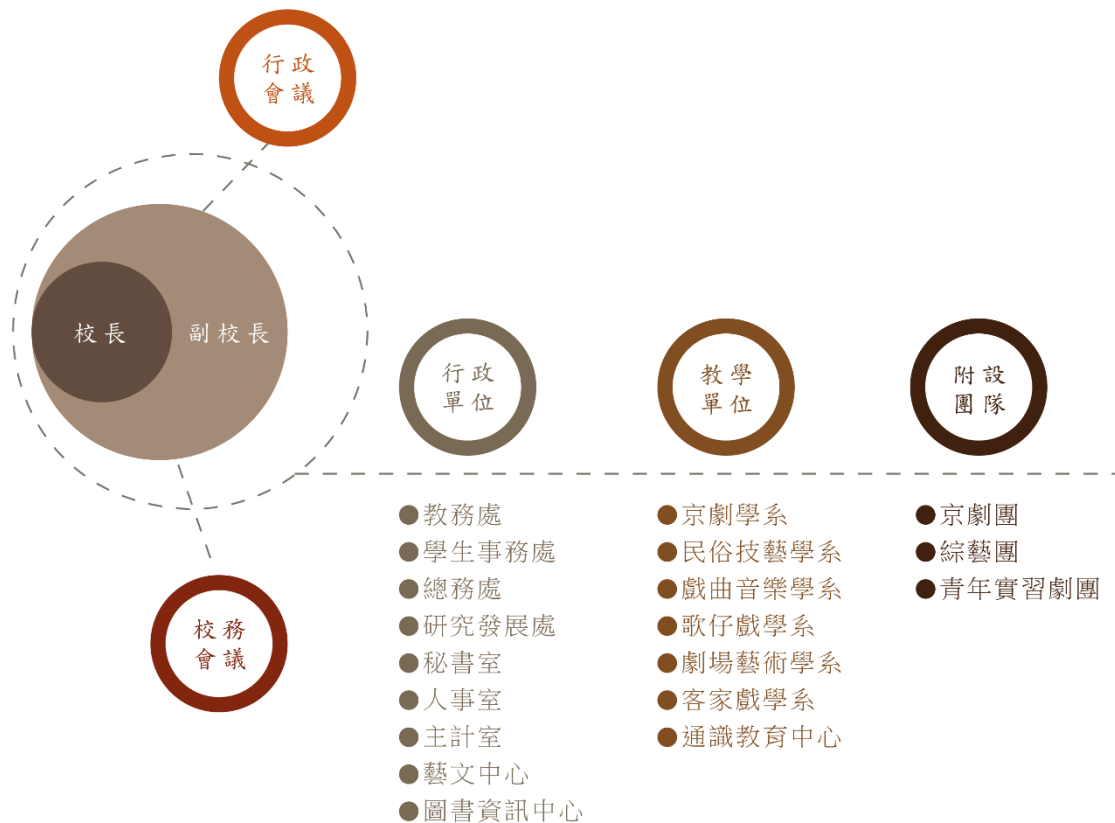 行政
會議
校長
副校長
校務
會議
行政
單位
教務處
學生事務處
總務處
研究發展處
秘書室
人事室
主計室
藝文中心
圖書資訊中心
教學
單位
京劇學系
民俗技藝學系
戲曲音樂學系
歌仔戲學系
劇場藝術學系
客家戲學系
通識教育中心
附設
團隊
京劇團
綜藝團
青年實習劇團